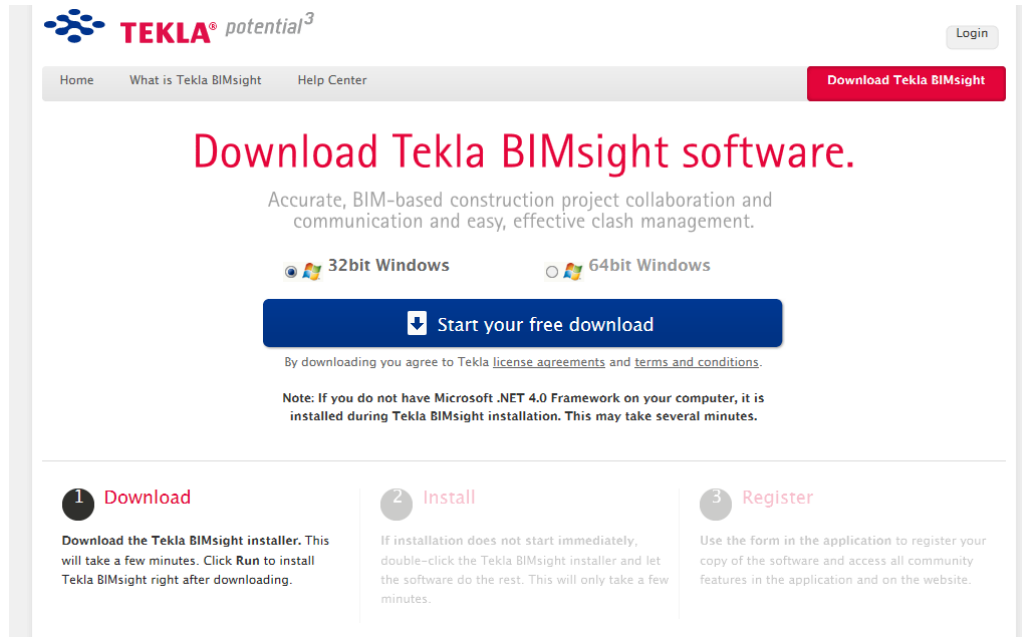 TEKLA® potential3
Login
Home What is Tekla BIMsight Help Center Download Tekla BIMsight
Download Tekla BIMsight software.
Accurate, BIM-based construction project collaboration and
communication and easy, effective clash management.
32bit Windows 64bit Windows
Start your free download
By downloading you agree to Tekla license agreements and terms and conditions.
Note: If you do not have Microsoft .NET 4.0 Framework on your computer, it is
installed during Tekla BIMsight installation. This may take several minutes.
1 Download
Download the Tekla BIMsight installer. This
will take a few minutes. Click Run to install
Tekla BIMsight right after downloading.
2 Install
If installation does not start immediately,
double-click the Tekla BIMsight installer and let
the software do the rest. This will only take a few
minutes.
3 Register
Use the form in the application to register your
copy of the software and access all community
features in the application and on the website.